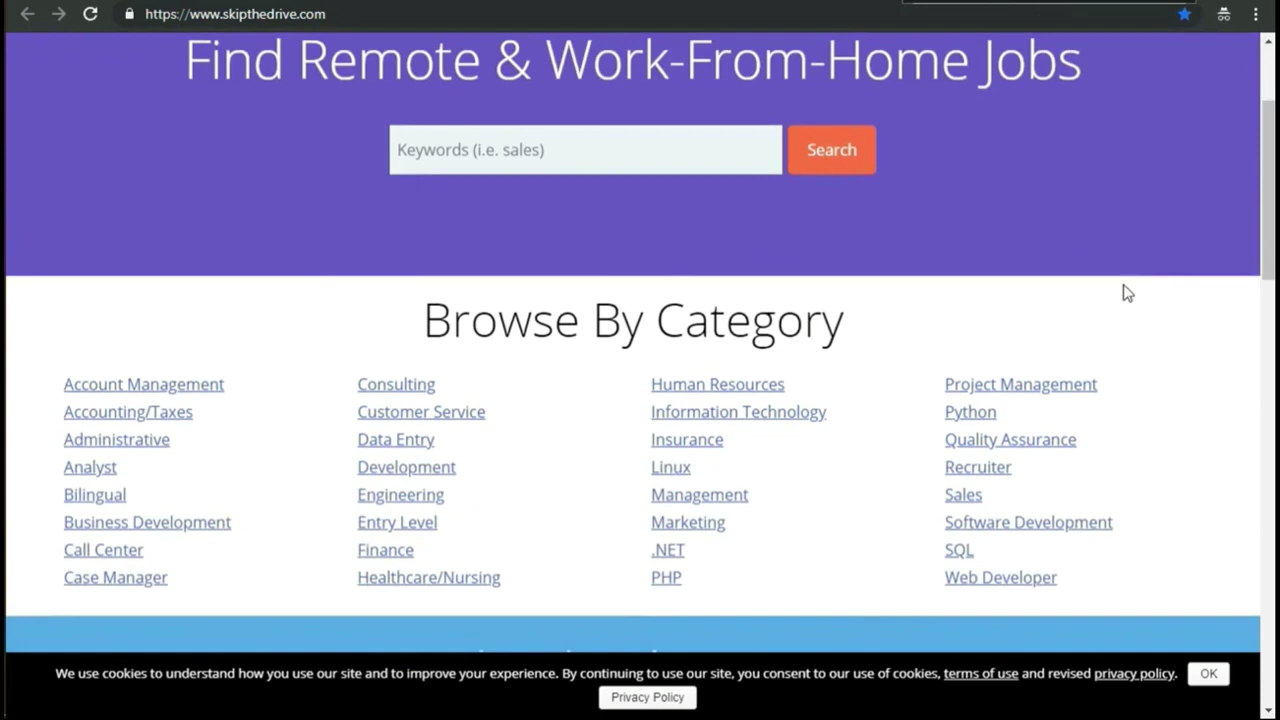 https://www.skipthedrive.com
Find Remote & Work-From-Home Jobs
Keywords (i.e. sales)
Search
Browse By Category
Account Management
Accounting/Taxes
Administrative
Analyst
Bilingual
Business Development
Call Center
Case Manager
Consulting
Customer Service
Data Entry
Development
Engineering
Entry Level
Finance
Healthcare/Nursing
Human Resources
Information Technology
Insurance
Linux
Management
Marketing
.NET
PHP
Project Management
Python
Quality Assurance
Recruiter
Sales
Software Development
SQL
Web Developer
We use cookies to understand how you use our site and to improve your experience. By continuing to use our site, you consent to our use of cookies, terms of use and revised privacy policy.
OK
Privacy Policy